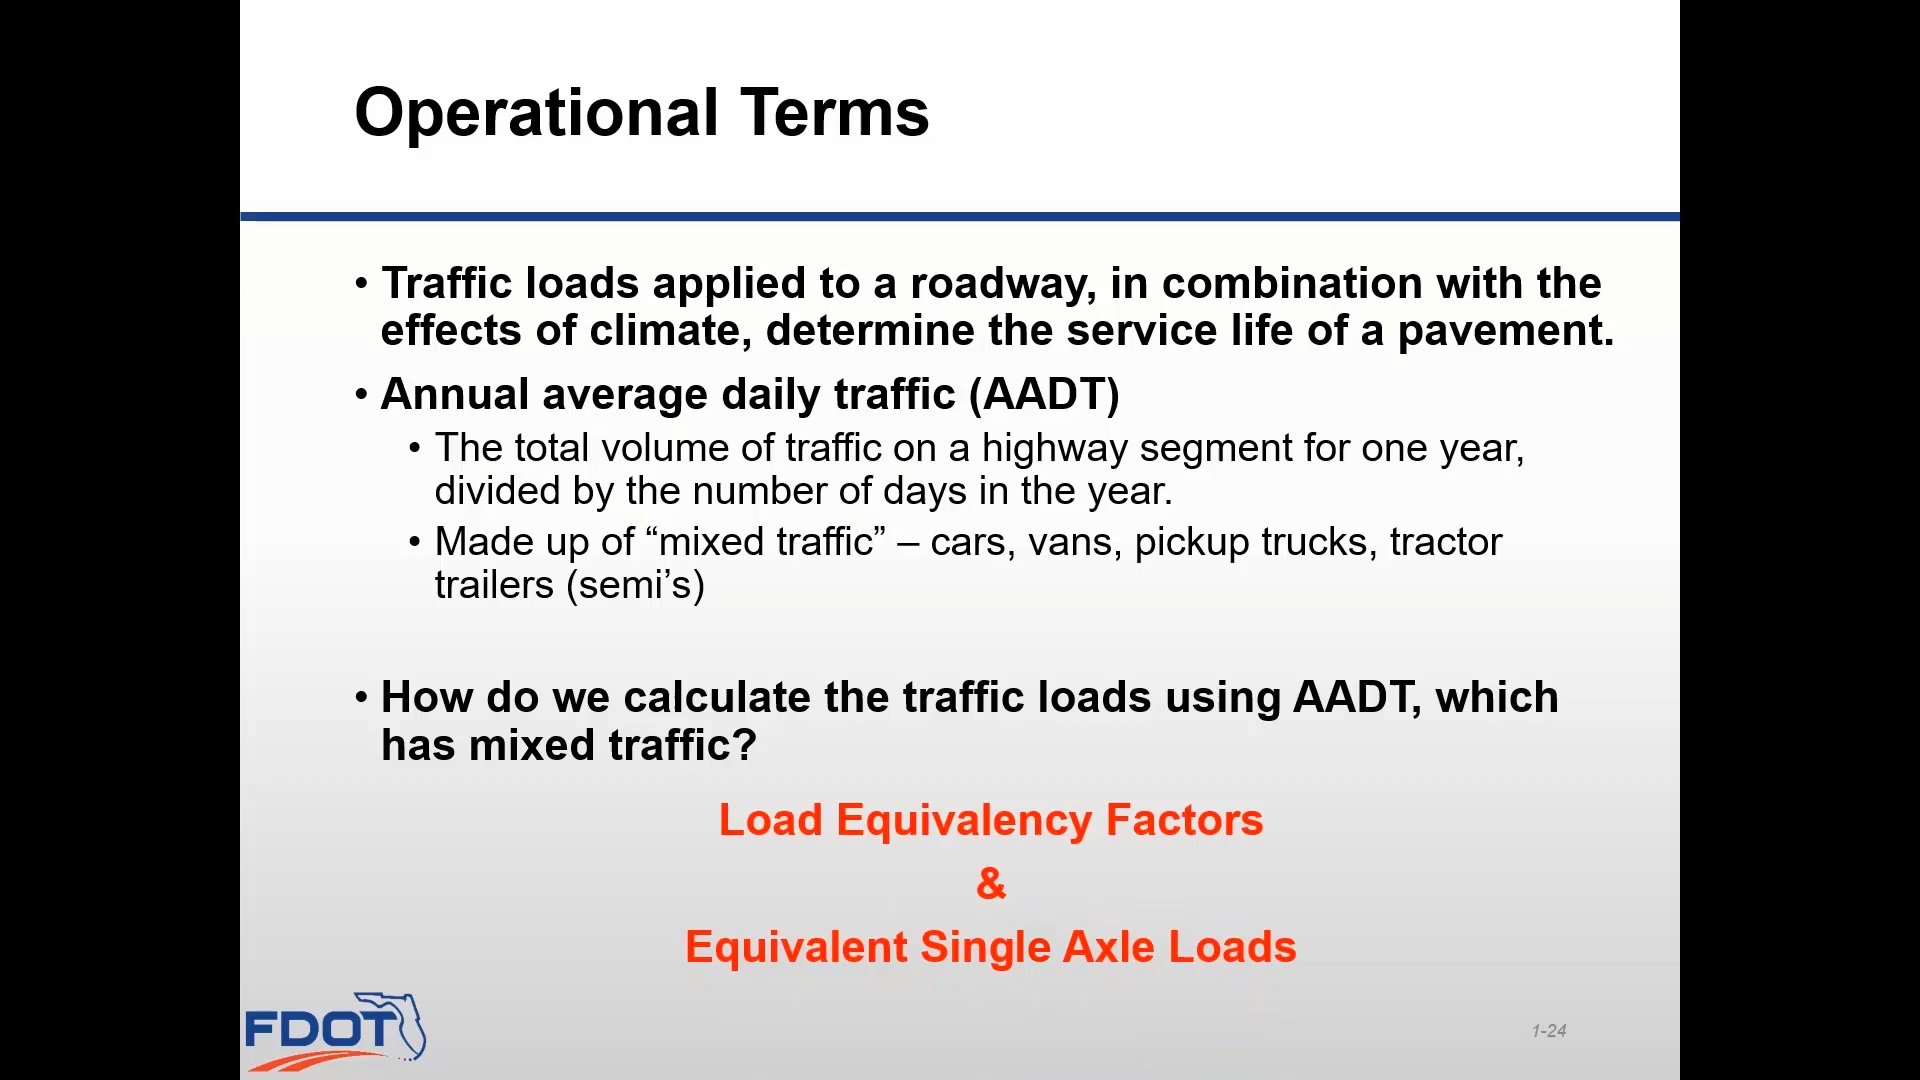 Operational Terms
• Traffic loads applied to a roadway, in combination with the
effects of climate, determine the service life of a pavement.
• Annual average daily traffic (AADT)
• The total volume of traffic on a highway segment for one year,
divided by the number of days in the year.
• Made up of “mixed traffic” – cars, vans, pickup trucks, tractor
trailers (semi’s)
• How do we calculate the traffic loads using AADT, which
has mixed traffic?
Load Equivalency Factors
&
Equivalent Single Axle Loads
FDOT
1-24